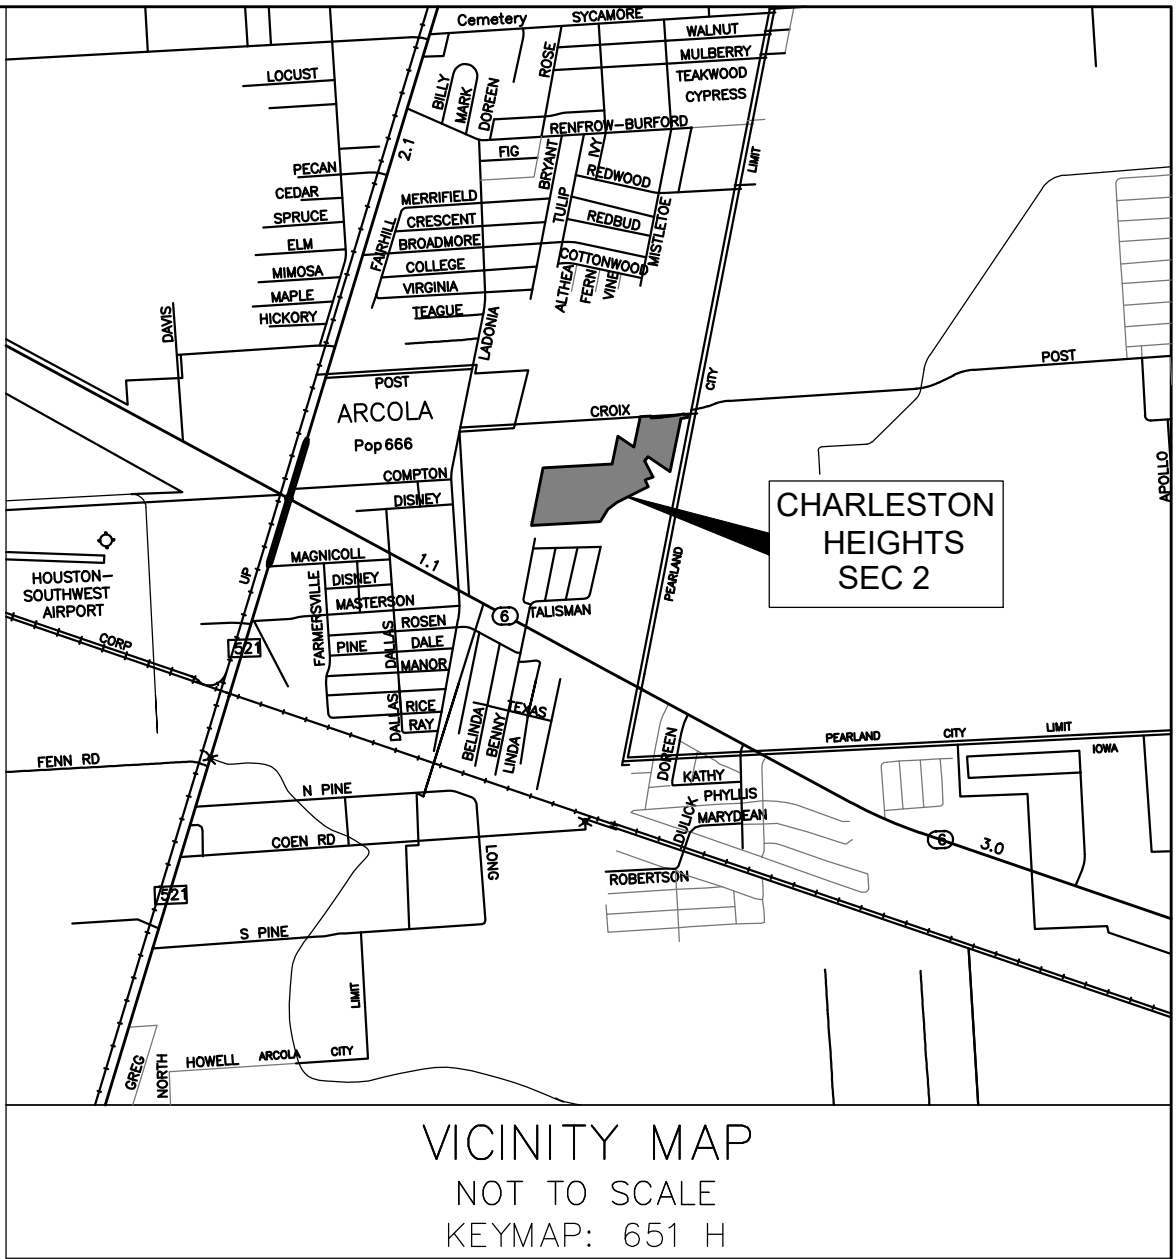 Cemetery
SYCAMORE
WALNUT
MULBERRY
TEAKWOOD
CYPRESS
LOCUST
BILLY
MARK
DOREEN
ROSE
RENFROW-BURFORD
2.1
FIG
BRYANT
IVY
LIMIT
PECAN
CEDAR
SPRUCE
ELM
MIMOSA
MAPLE
HICKORY
MERRIFIELD
CRESCENT
BROADMORE
COLLEGE
VIRGINIA
TEAGUE
FAIRHILL
TULIP
REDWOOD
REDBUD
COTTONWOOD
MISTLETOE
ALTHEA
FERN
VINE
DAVIS
LADONIA
POST
CITY
POST
ARCOLA
Pop 666
CROIX
COMPTON
DISNEY
APOLLO
CHARLESTON
HEIGHTS
SEC 2
HOUSTON-
SOUTHWEST
AIRPORT
UP
MAGNICOLL
1.1
DISNEY
FARMERSVILLE
MASTERSON
6
TALISMAN
PEARLAND
CORP
521
PINE
DALLAS
ROSEN
DALE
MANOR
DALLAS
RICE
RAY
BELINDA
BENNY
LINDA
TEXAS
FENN RD
DOREEN
PEARLAND
CITY
LIMIT
IOWA
KATHY
PHYLLIS
MARYDEAN
DULICK
N PINE
COEN RD
LONG
6
3.0
ROBERTSON
521
S PINE
LIMIT
GREG
NORTH
HOWELL
ARCOLA
CITY
VICINITY MAP
NOT TO SCALE
KEYMAP: 651 H